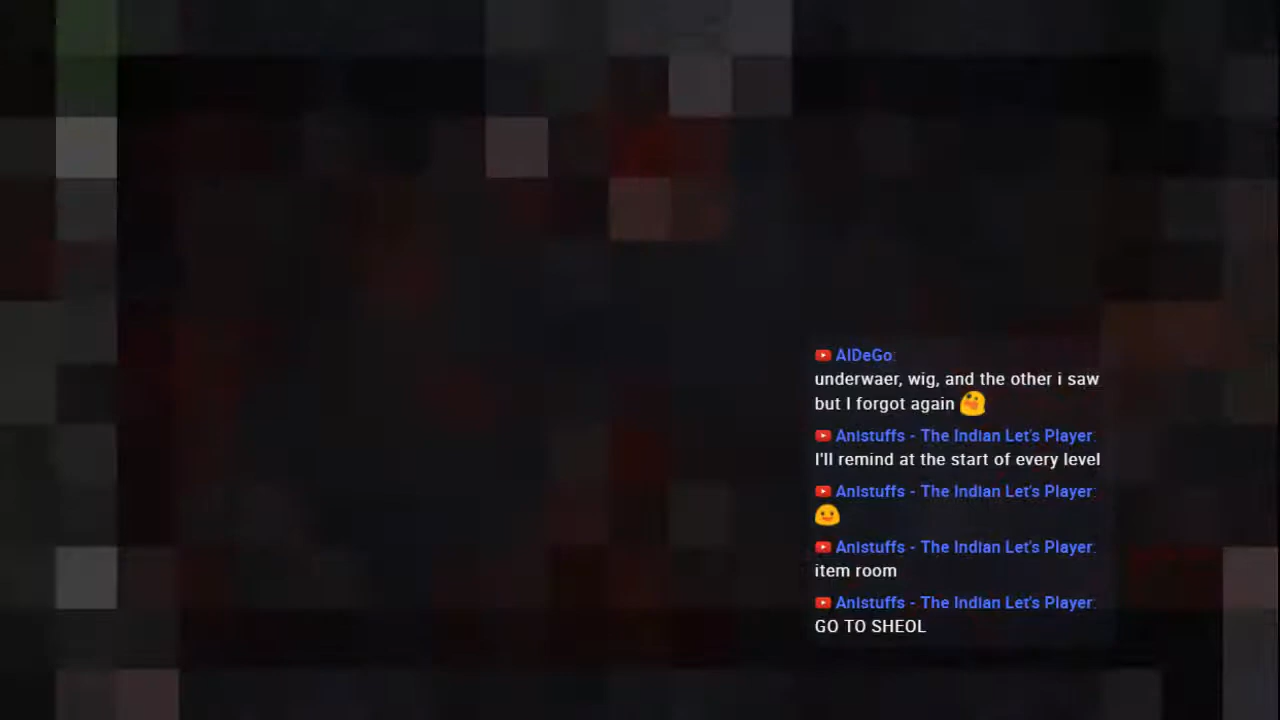 AlDeGo:
underwaer, wig, and the other i saw
but I forgot again
Anistuffs - The Indian Let's Player:
I'll remind at the start of every level
Anistuffs - The Indian Let's Player:
Anistuffs - The Indian Let's Player:
item room
Anistuffs - The Indian Let's Player:
GO TO SHEOL